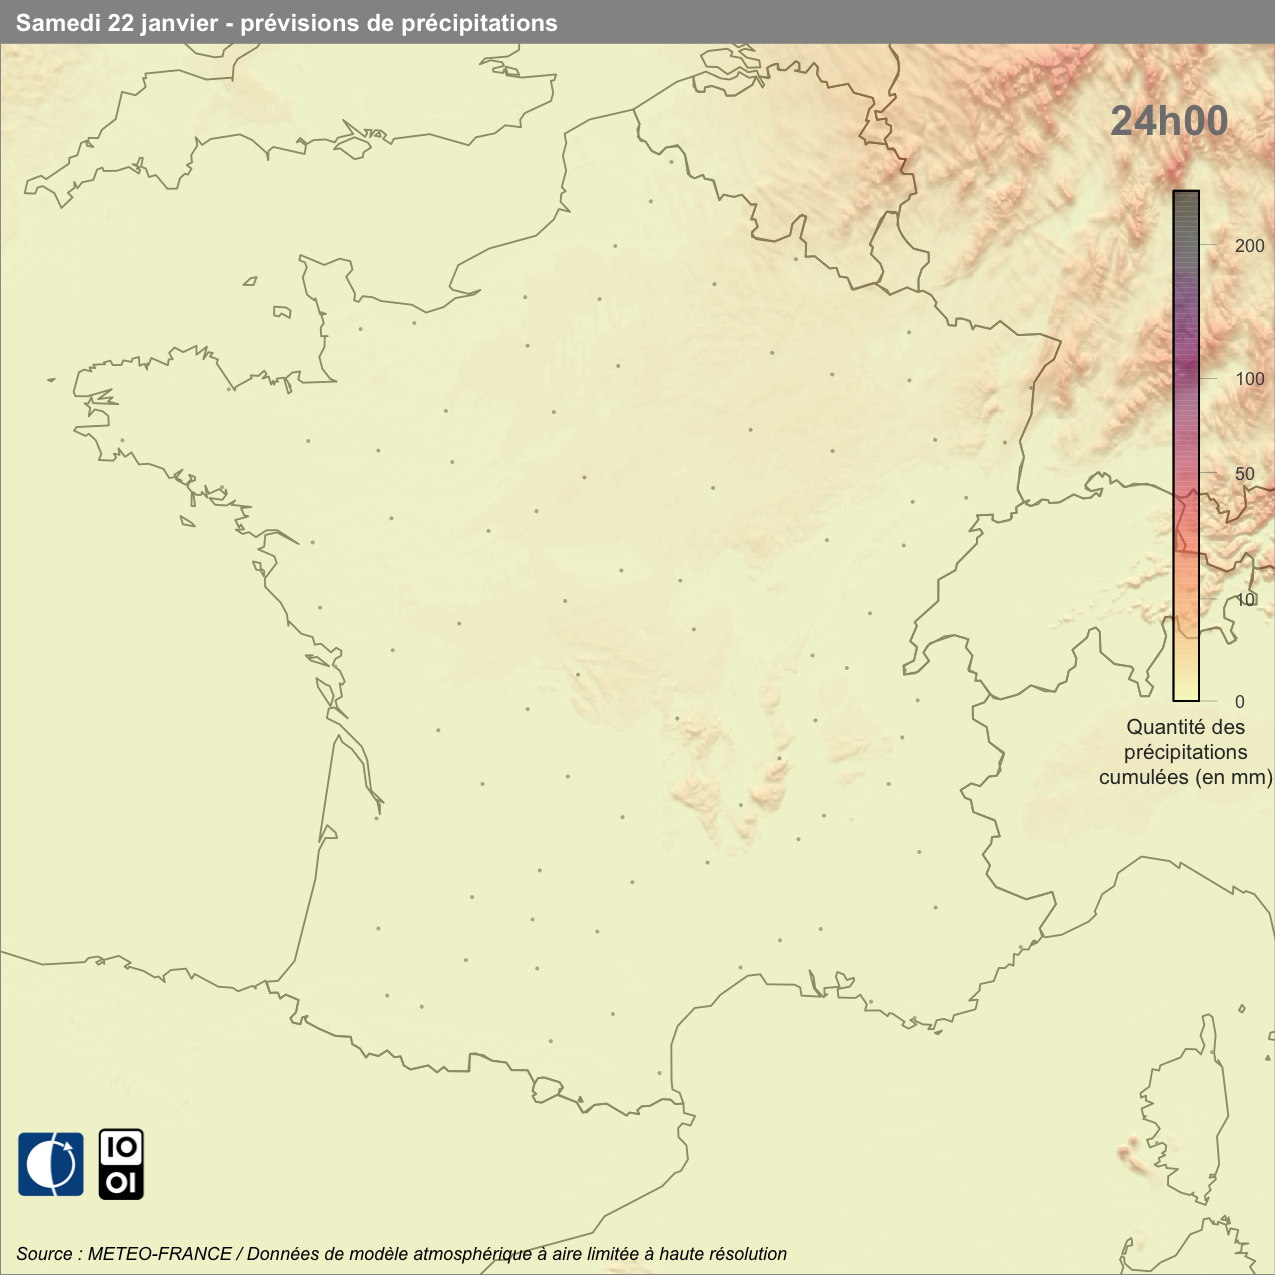 Samedi 22 janvier - prévisions de précipitations
24h00
200
100
50
10
0
Quantité des
précipitations
cumulées (en mm)
IO
OI
Source : METEO-FRANCE / Données de modèle atmosphérique à aire limitée à haute résolution